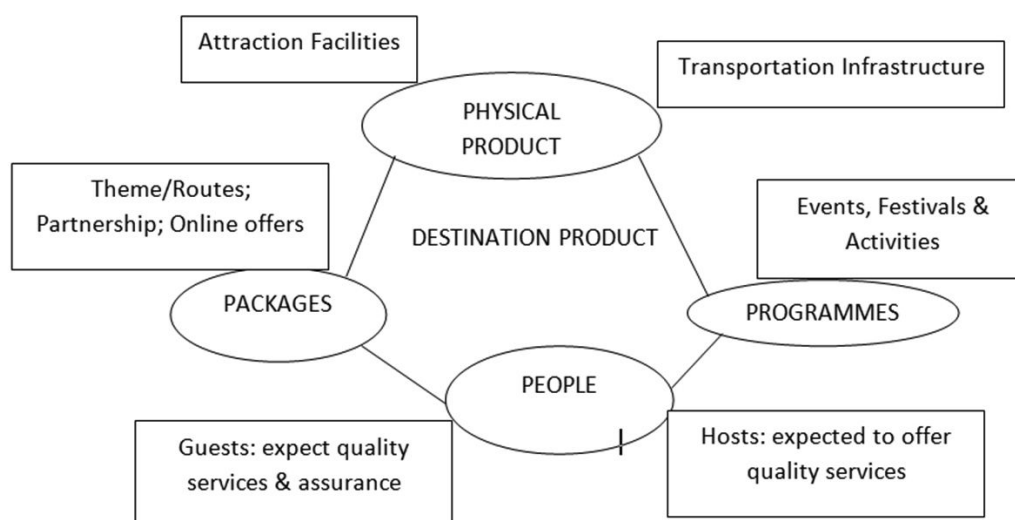 Attraction Facilities
Transportation Infrastructure
PHYSICAL
PRODUCT
Theme/Routes;
Partnership; Online offers
Events, Festivals &
Activities
DESTINATION PRODUCT
PACKAGES
PROGRAMMES
PEOPLE
Guests: expect quality
services & assurance
Hosts: expected to offer
quality services